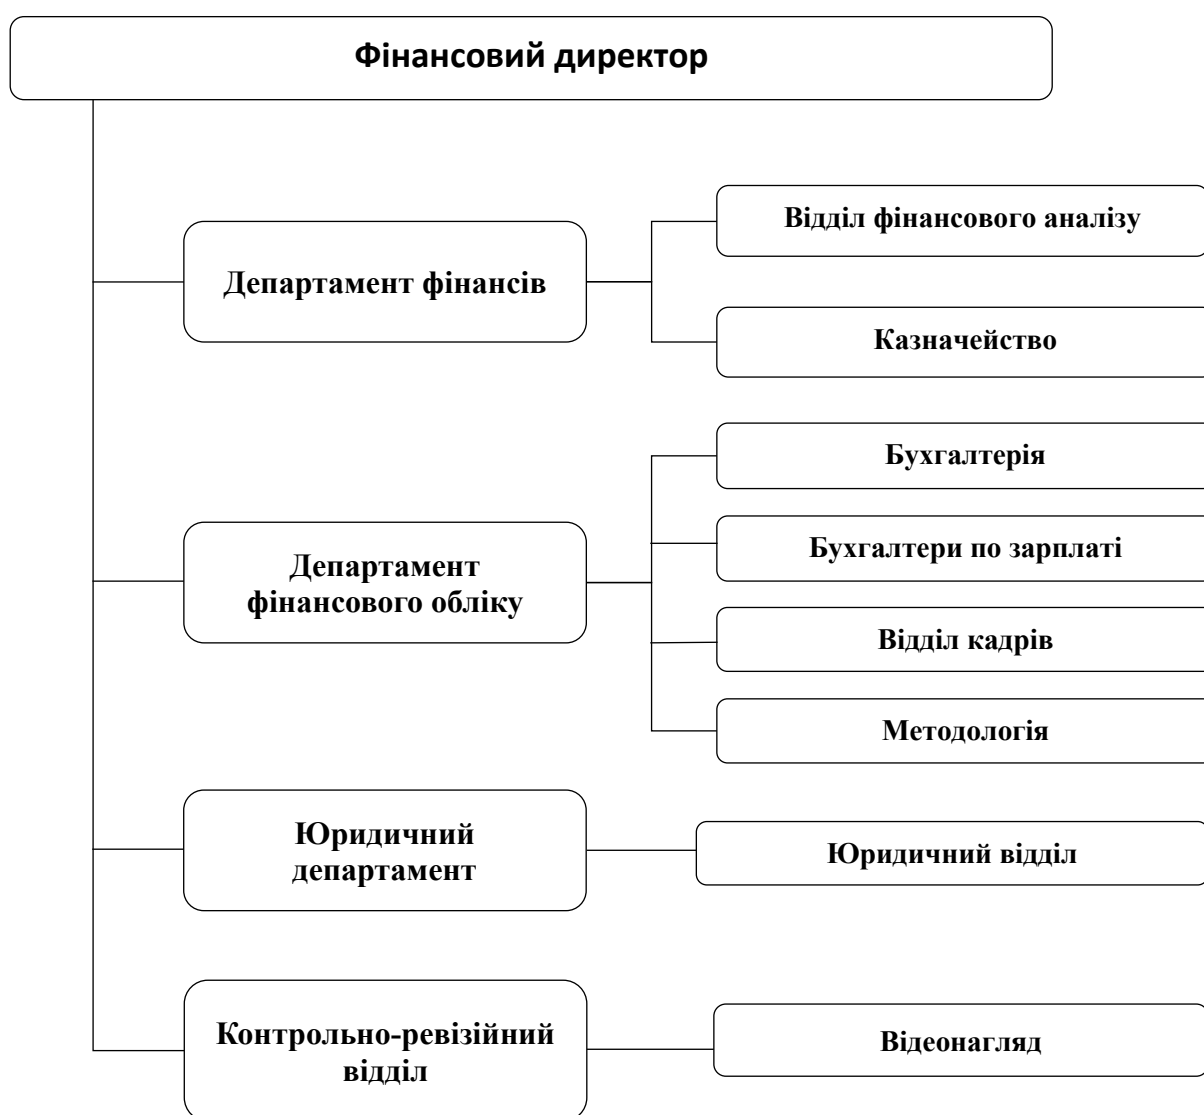 Фінансовий директор
Відділ фінансового аналізу
Департамент фінансів
Казначейство
Бухгалтерія
Бухгалтери по зарплаті
Департамент
фінансового обліку
Відділ кадрів
Методологія
Юридичний
департамент
Юридичний відділ
Контрольно-ревізійний
відділ
Відеонагляд